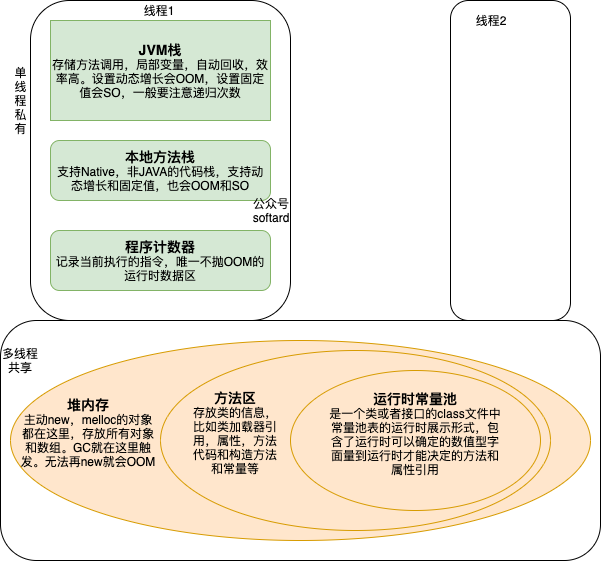 线程1
线程2
单线程私有
JVM栈
存储方法调用，局部变量，自动回收，效
率高。设置动态增长会OOM，设置固定
值会SO，一般要注意递归次数
本地方法栈
支持Native，非JAVA的代码栈，支持动
态增长和固定值，也会OOM和SO
公众号
softard
程序计数器
记录当前执行的指令，唯一不抛OOM的
运行时数据区
多线程
共享
堆内存
主动new，melloc的对象
都在这里，存放所有对象
和数组。GC就在这里触
发。无法再new就会OOM
方法区
存放类的信息，
比如类加载器引
用，属性，方法
代码和构造方法
和常量等
运行时常量池
是一个类或者接口的class文件中
常量池表的运行时展示形式，包
含了运行时可以确定的数值型字
面量到运行时才能决定的方法和
属性引用